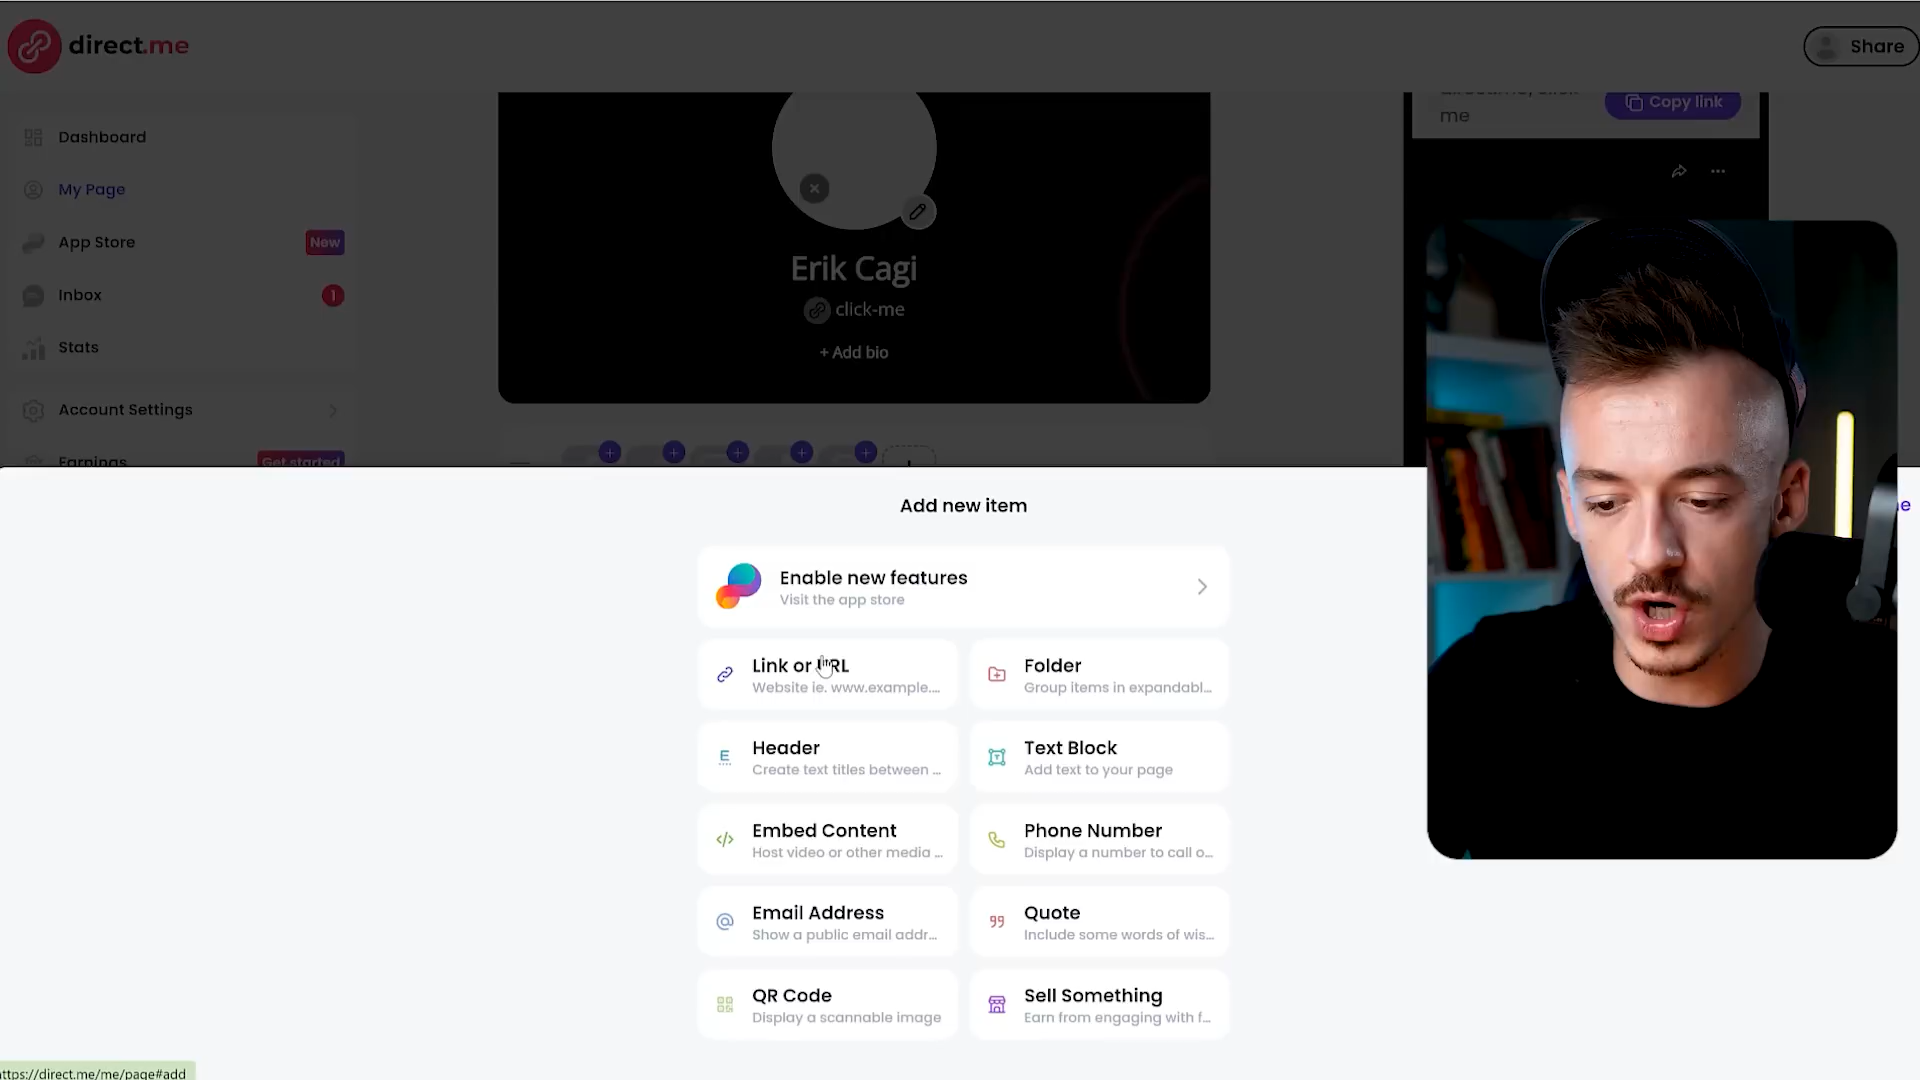 direct.me
Share
Dashboard
My Page
App Store
New
Inbox
1
Stats
Account Settings
Earnings
Get started
Erik Cagi
click-me
+ Add bio
me
Copy link
Add new item
Enable new features
Visit the app store
Link or URL
Website ie. www.example....
Folder
Group items in expandabl...
Header
Create text titles between ...
Text Block
Add text to your page
Embed Content
Host video or other media ...
Phone Number
Display a number to call o...
Email Address
Show a public email addr...
Quote
Include some words of wis...
QR Code
Display a scannable image
Sell Something
Earn from engaging with f...
ttps://direct.me/me/page#add